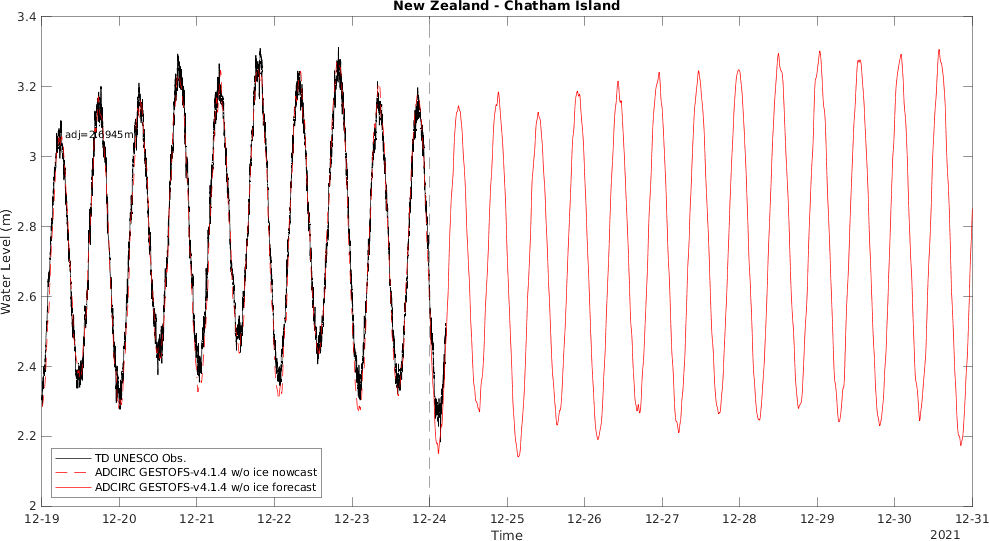 New Zealand - Chatham Island
3.4
3.2
3
2.8
2.6
2.4
2.2
2
Water Level (m)
adj=2.6945m
TD UNESCO Obs.
ADCIRC GESTOFS-v4.1.4 w/o ice nowcast
ADCIRC GESTOFS-v4.1.4 w/o ice forecast
12-19 12-20 12-21 12-22 12-23 12-24 12-25 12-26 12-27 12-28 12-29 12-30 12-31
Time
2021